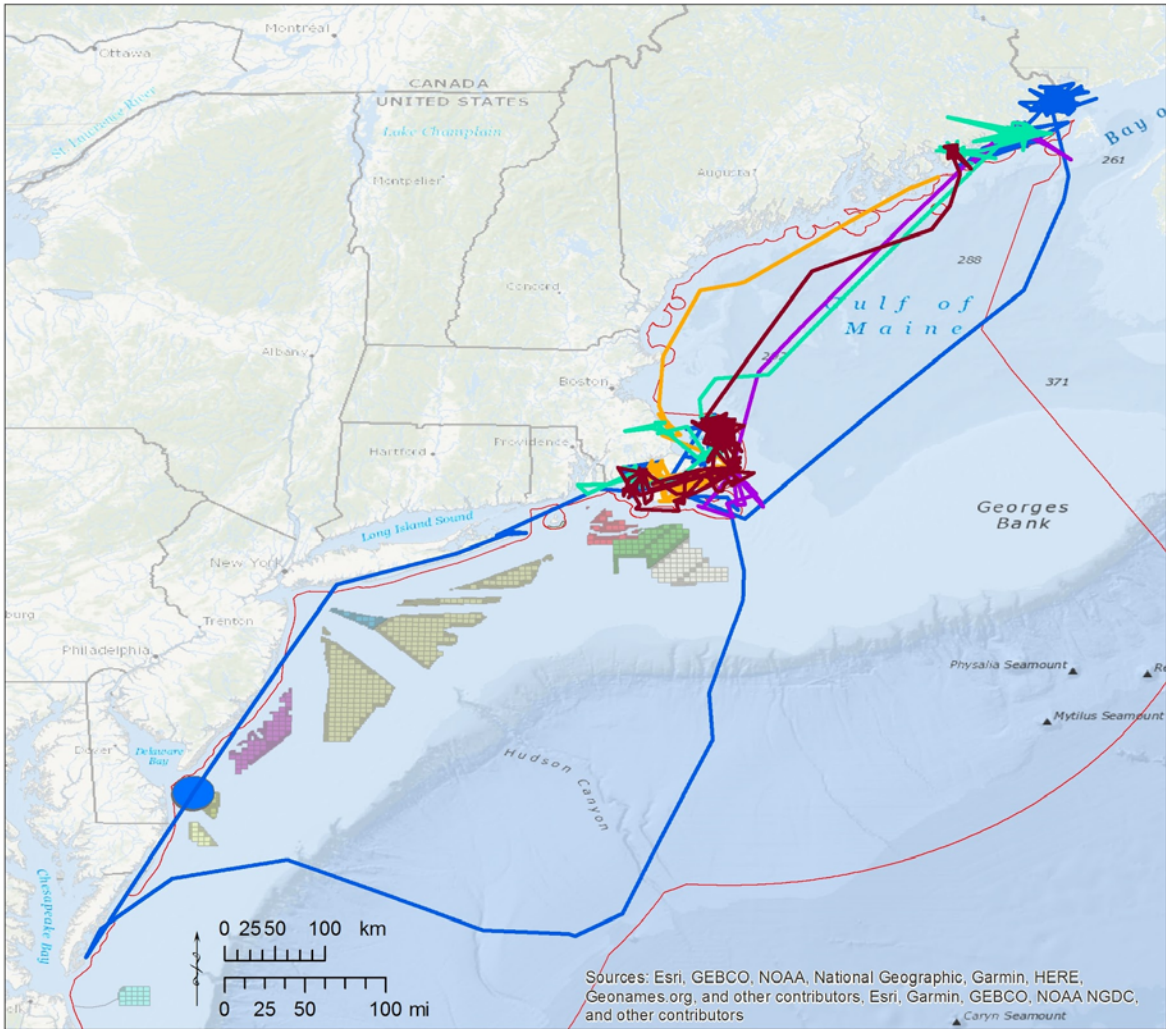 Montréal
Ottawa
CANADA
UNITED STATES
St Lawrence River
Lake Champlain
Bay o
261
Montpelier
Augusta
288
Concord
Gulf of
Maine
Albany
371
Boston
Providence
Hartford
Georges
Bank
Long Island Sound
New York
burg
Trenton
Philadelphia
Physalia Seamount
Re
Mytilus Seamount
Dover
Delaware
Bay
Hudson Canyon
Chesapeake Bay
0 25 50 100 km
0 25 50 100 mi
Sources: Esri, GEBCO, NOAA, National Geographic, Garmin, HERE,
Geonames.org, and other contributors, Esri, Garmin, GEBCO, NOAA NGDC,
and other contributors
ell
Caryn Seamount